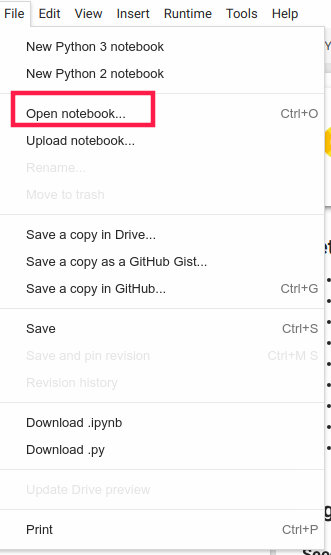 File Edit View Insert Runtime Tools Help
New Python 3 notebook
New Python 2 notebook
Open notebook... Ctrl+O
Upload notebook...
Rename...
Move to trash
Save a copy in Drive...
Save a copy as a GitHub Gist...
Save a copy in GitHub... Ctrl+G
Save Ctrl+S
Save and pin revision Ctrl+M S
Revision history
Download .ipynb
Download .py
Update Drive preview
Print Ctrl+P